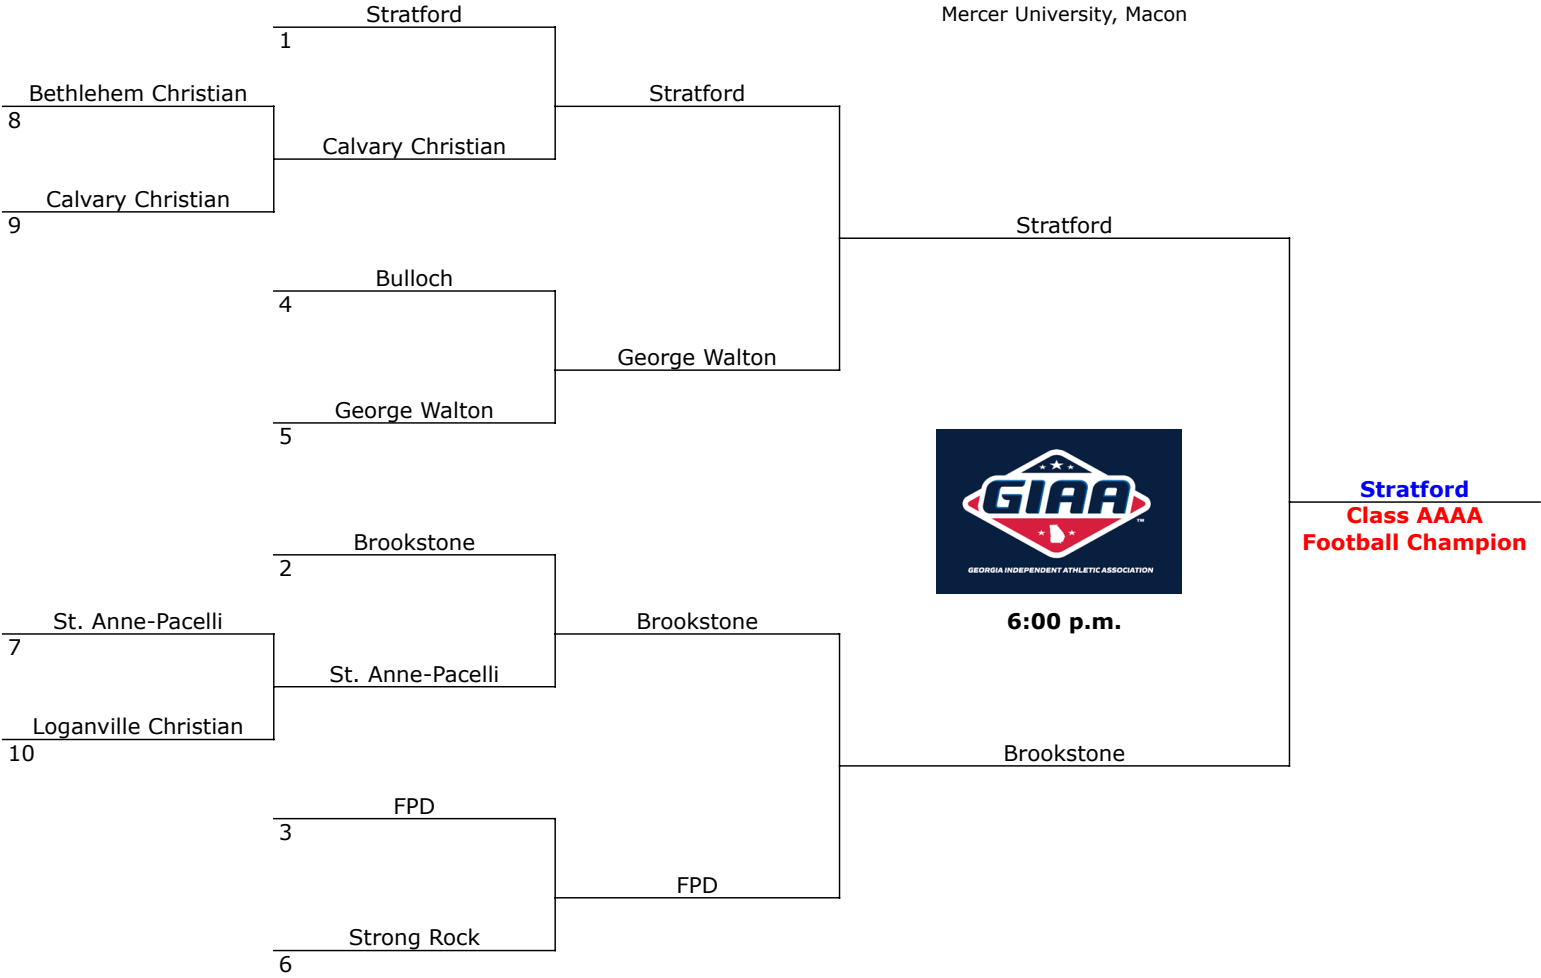 Stratford
Mercer University, Macon
1
Bethlehem Christian
Stratford
8
Calvary Christian
Calvary Christian
9
Stratford
Bulloch
4
George Walton
George Walton
5
GIAA
TM
GEORGIA INDEPENDENT ATHLETIC ASSOCIATION
Stratford
Class AAAA
Football Champion
Brookstone
2
St. Anne-Pacelli
Brookstone
6:00 p.m.
7
St. Anne-Pacelli
Loganville Christian
10
Brookstone
FPD
3
FPD
Strong Rock
6